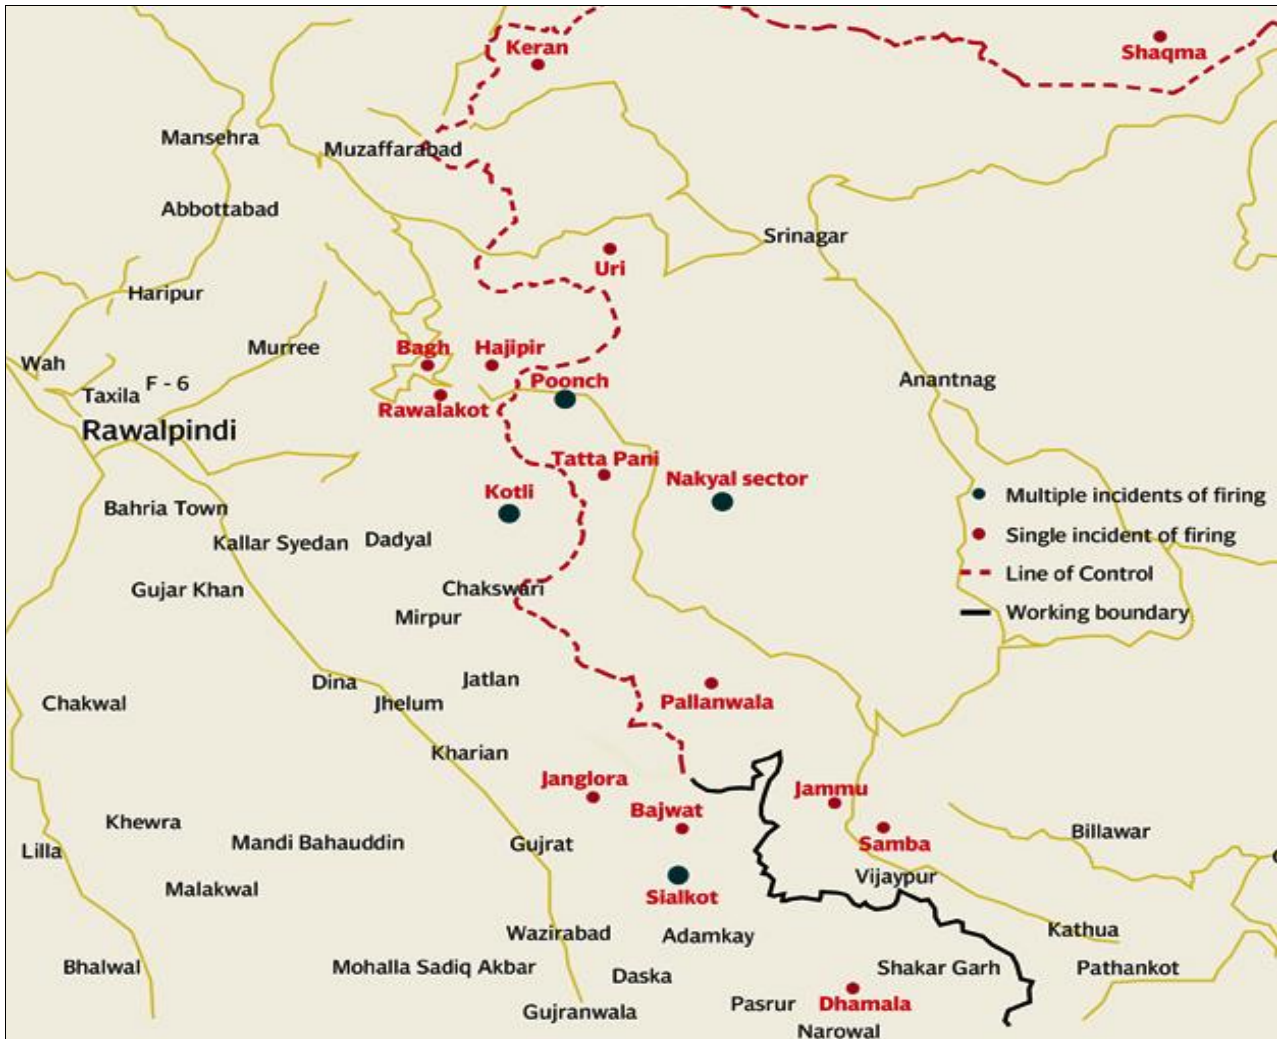 Keran
Shaqma
Mansehra
Muzaffarabad
Abbottabad
Srinagar
Uri
Haripur
Murree
Bagh
Hajipir
Wah
F - 6
Taxila
Poonch
Anantnag
Rawalakot
Rawalpindi
Tatta Pani
Nakyal sector
Kotli
Multiple incidents of firing
Bahria Town
Single incident of firing
Kallar Syedan
Dadyal
Line of Control
Gujar Khan
Chakswari
Working boundary
Mirpur
Dina
Jatlan
Chakwal
Jhelum
Pallanwala
Kharian
Janglora
Jammu
Bajwat
Khewra
Billawar
Lilla
Mandi Bahauddin
Gujrat
Samba
Malakwal
Vijaypur
Sialkot
Wazirabad
Adamkay
Kathua
Bhalwal
Mohalla Sadiq Akbar
Daska
Shakar Garh
Pathankot
Gujranwala
Pasrur
Dhamala
Narowal